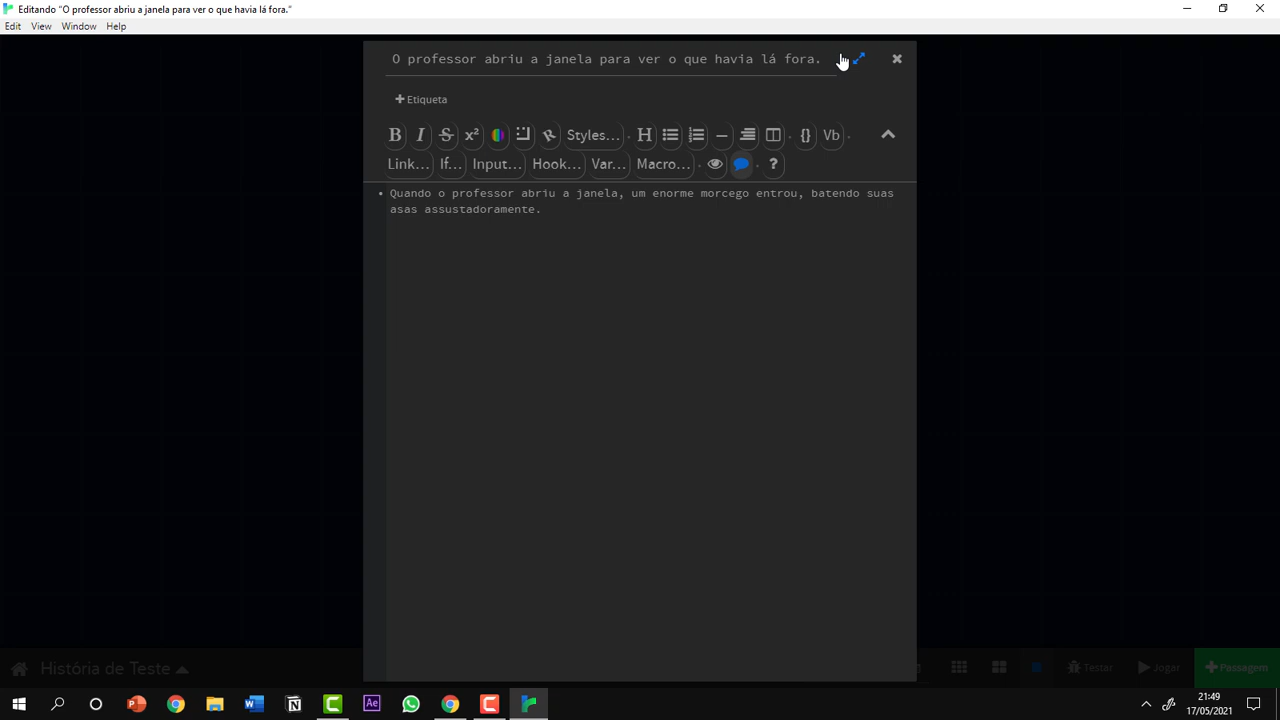 Editando "O professor abriu a janela para ver o que havia lá fora."
Edit View Window Help
O professor abriu a janela para ver o que havia lá fora.
Etiqueta
B I S x² Styles... H {} Vb
Link... If... Input... Hook... Var... Macro... ?
• Quando o professor abriu a janela, um enorme morcego entrou, batendo suas
asas assustadoramente.
História de Teste
Testar Jogar Passagem
21:49
17/05/2021